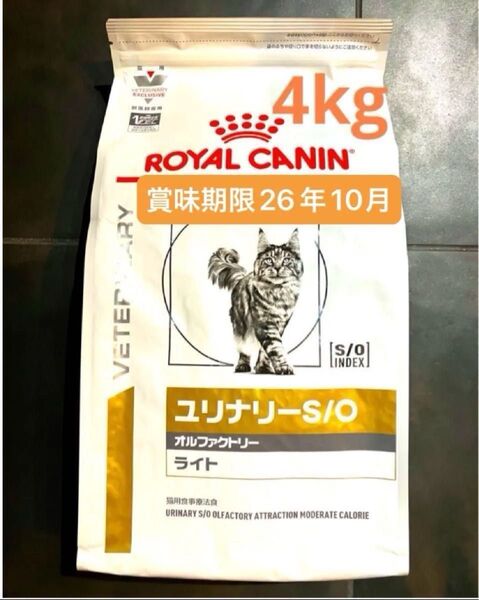 4kg
VETERINARY
EXCLUSIVE
ROYAL CANIN
賞味期限26年10月
VETERINARY
S/O
INDEX
ユリナリーS/O
オルファクトリー
ライト
猫用食事療法食
URINARY S/O OLFACTORY ATTRACTION MODERATE CALORIE